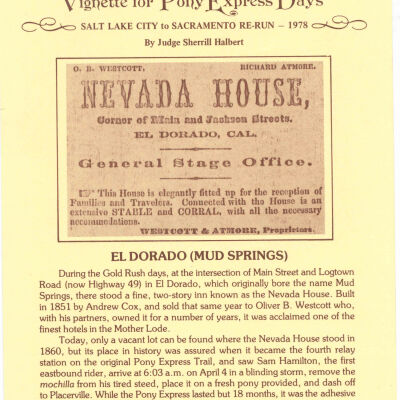 Vignette for Pony Express Days
SALT LAKE CITY to SACRAMENTO RE-RUN – 1978
By Judge Sherrill Halbert
O. B. WESTCOTT, RICHARD ATMORE.
NEVADA HOUSE,
Corner of Main and Jackson Streets.
EL DORADO, CAL.
General Stage Office.
☞ This House is elegantly fitted up for the reception of
Families and Travelers. Connected with the House is an
extensive STABLE and CORRAL, with all the necessary
accommodations.
WESTCOTT & ATMORE, Proprietors.
EL DORADO (MUD SPRINGS)
During the Gold Rush days, at the intersection of Main Street and Logtown
Road (now Highway 49) in El Dorado, which originally bore the name Mud
Springs, there stood a fine, two-story inn known as the Nevada House. Built
in 1851 by Andrew Cox, and sold that same year to Oliver B. Westcott who,
with his partners, owned it for a number of years, it was acclaimed one of the
finest hotels in the Mother Lode.
Today, only a vacant lot can be found where the Nevada House stood in
1860, but its place in history was assured when it became the fourth relay
station on the original Pony Express Trail, and saw Sam Hamilton, the first
eastbound rider, arrive at 6:03 a.m. on April 4 in a blinding storm, remove the
mochilla from his tired steed, place it on a fresh pony provided, and dash off
to Placerville. While the Pony Express lasted but 18 months, it was the adhesive